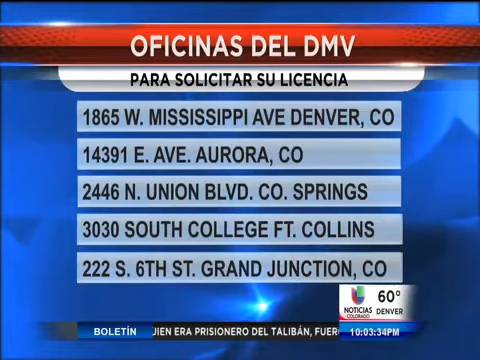 OFICINAS DEL DMV
PARA SOLICITAR SU LICENCIA
1865 W. MISSISSIPPI AVE DENVER, CO
14391 E. AVE. AURORA, CO
2446 N. UNION BLVD. CO. SPRINGS
3030 SOUTH COLLEGE FT. COLLINS
222 S. 6TH ST. GRAND JUNCTION, CO
NOTICIAS
COLORADO
60°
DENVER
BOLETÍN
ERA PRISIONERO DEL TALIBÁN,
10:03:34PM